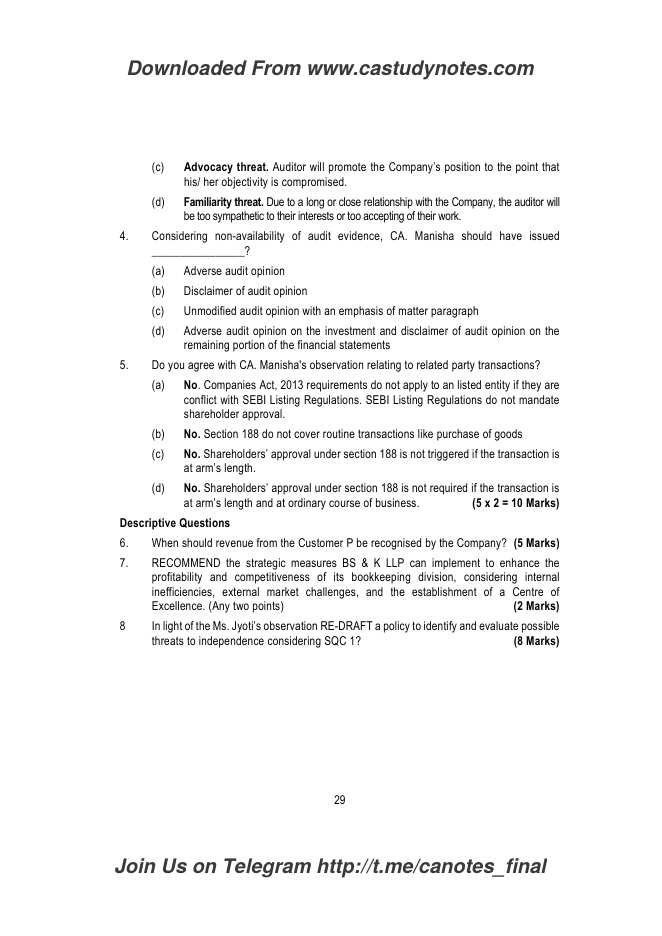 Downloaded From www.castudynotes.com
(c) Advocacy threat. Auditor will promote the Company's position to the point that
his/ her objectivity is compromised.
(d) Familiarity threat. Due to a long or close relationship with the Company, the auditor will
be too sympathetic to their interests or too accepting of their work.
4. Considering non-availability of audit evidence, CA. Manisha should have issued
________________?
(a) Adverse audit opinion
(b) Disclaimer of audit opinion
(c) Unmodified audit opinion with an emphasis of matter paragraph
(d) Adverse audit opinion on the investment and disclaimer of audit opinion on the
remaining portion of the financial statements
5. Do you agree with CA. Manisha's observation relating to related party transactions?
(a) No. Companies Act, 2013 requirements do not apply to an listed entity if they are
conflict with SEBI Listing Regulations. SEBI Listing Regulations do not mandate
shareholder approval.
(b) No. Section 188 do not cover routine transactions like purchase of goods
(c) No. Shareholders' approval under section 188 is not triggered if the transaction is
at arm's length.
(d) No. Shareholders' approval under section 188 is not required if the transaction is
at arm's length and at ordinary course of business. (5 x 2 = 10 Marks)
Descriptive Questions
6. When should revenue from the Customer P be recognised by the Company? (5 Marks)
7. RECOMMEND the strategic measures BS & K LLP can implement to enhance the
profitability and competitiveness of its bookkeeping division, considering internal
inefficiencies, external market challenges, and the establishment of a Centre of
Excellence. (Any two points) (2 Marks)
8 In light of the Ms. Jyoti's observation RE-DRAFT a policy to identify and evaluate possible
threats to independence considering SQC 1? (8 Marks)
29
Join Us on Telegram http://t.me/canotes_final